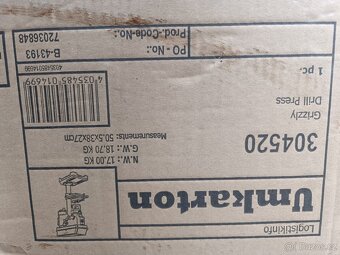 Logistikinfo
Umkarton
304520
Grizzly
Drill Press
1 pc.
N.W.: 17,00 KG
G.W.: 18,70 KG
Measurements: 50,5x38x27cm
4 035485 014699
4035485014699
PO-No.:
B-43193
Prod.-Code-No.:
72036848